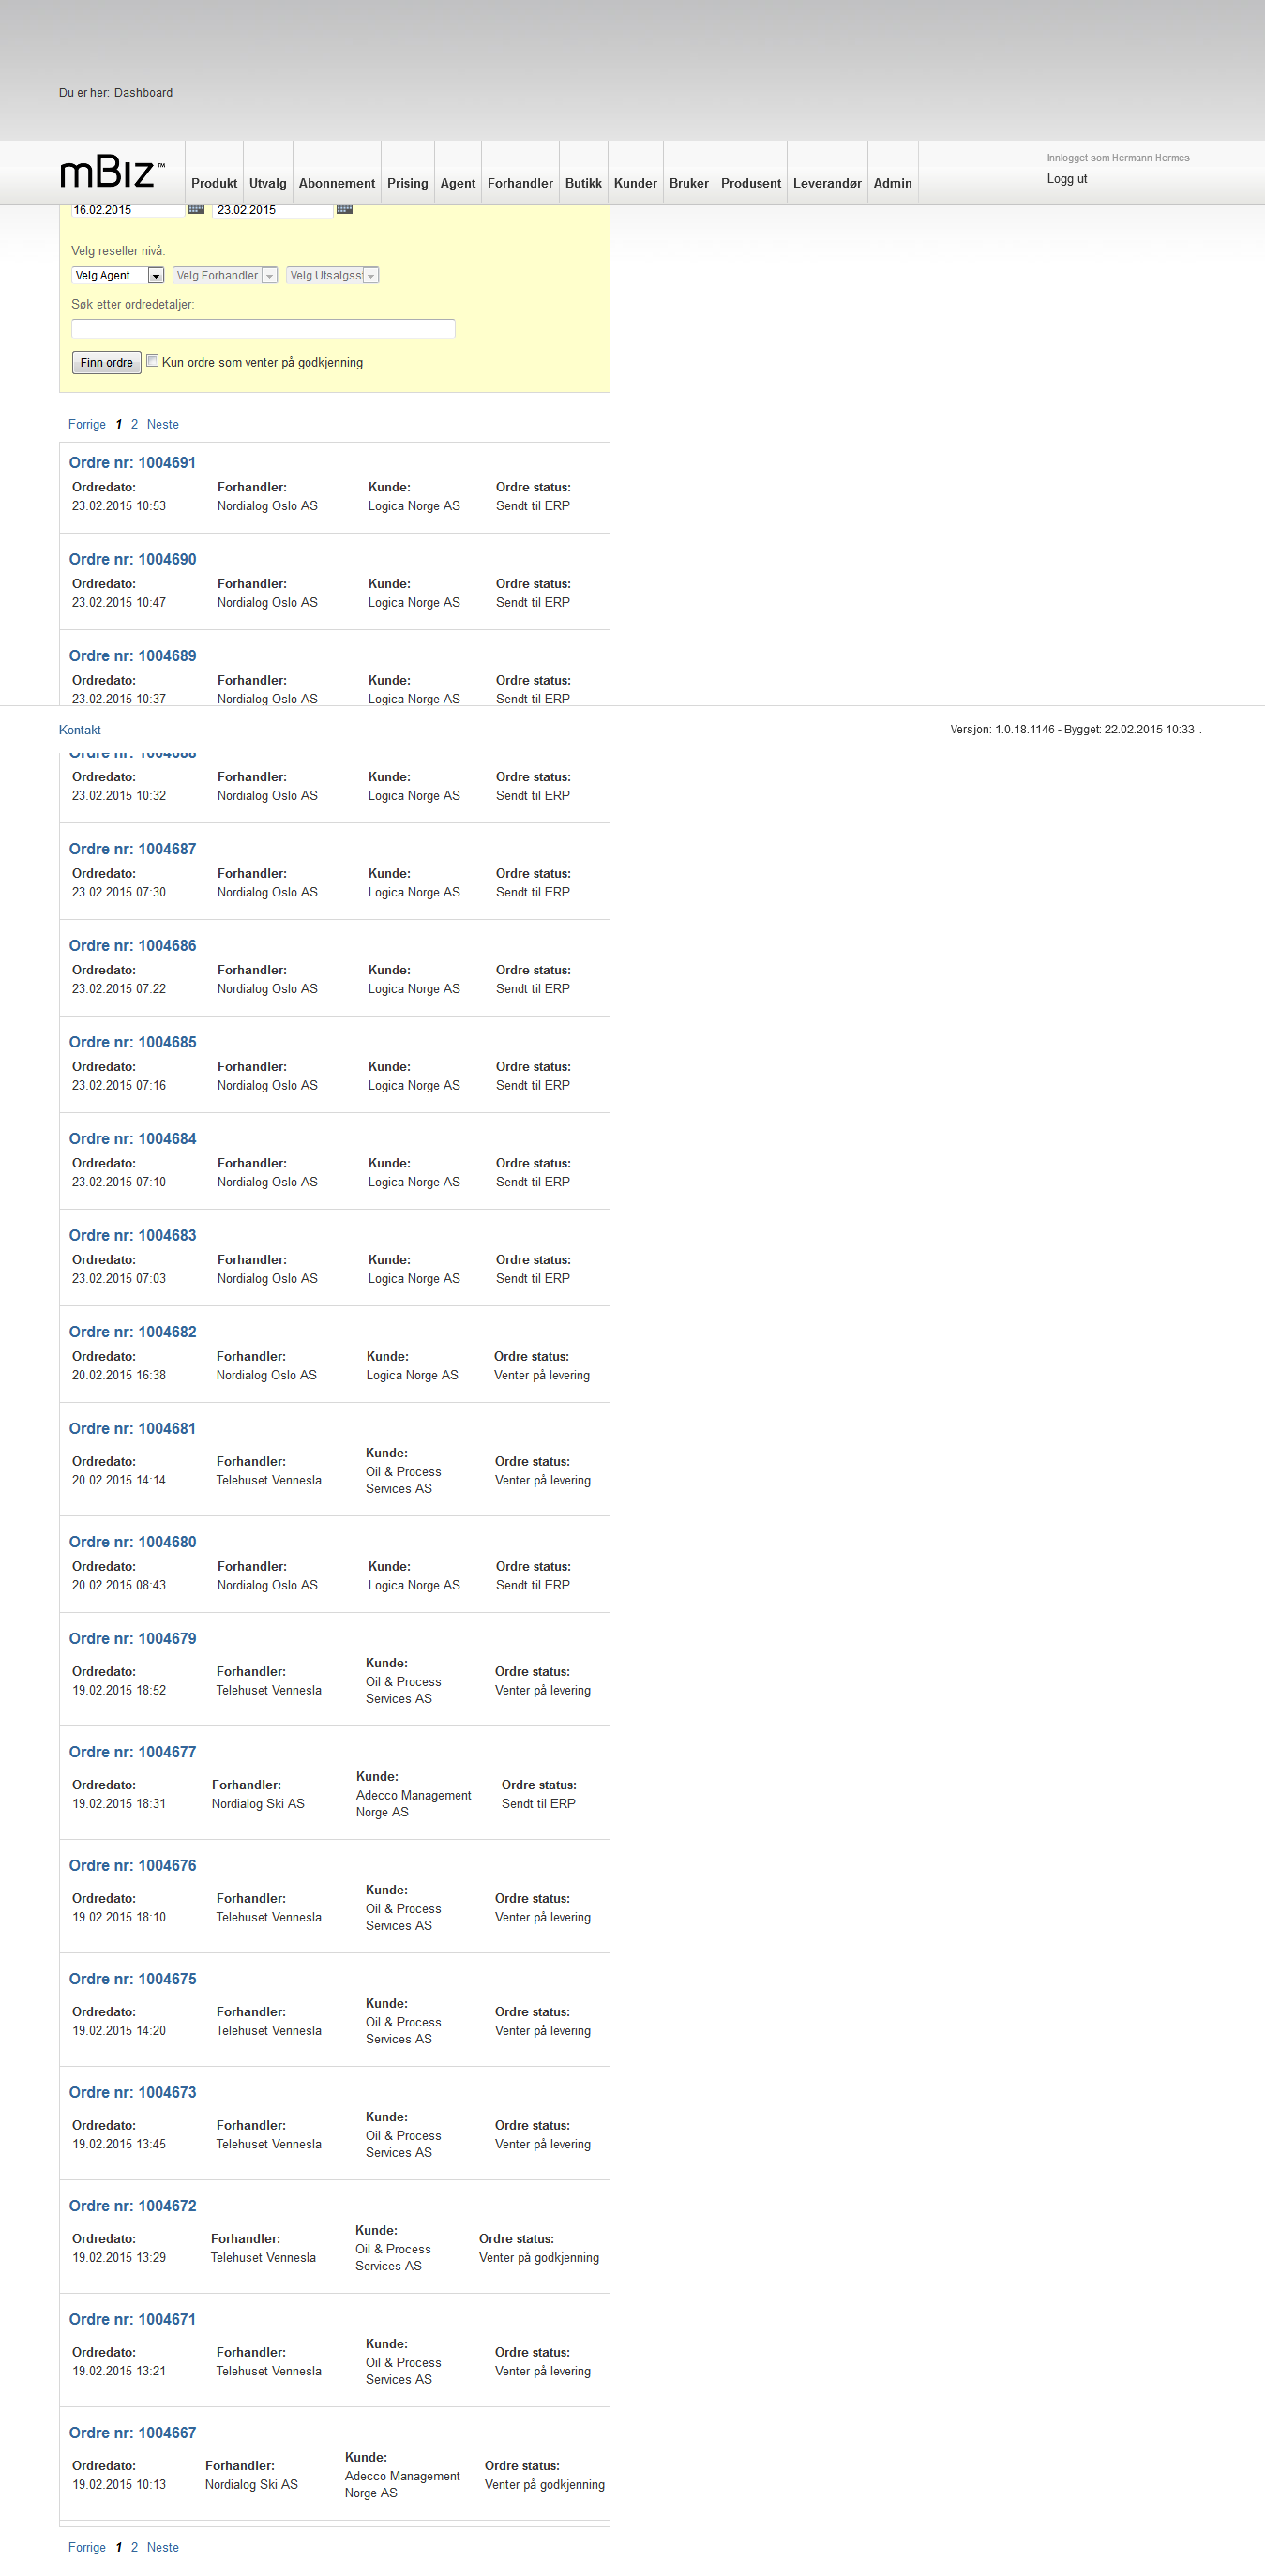 Du er her: Dashboard
mBiz™
Produkt Utvalg Abonnement Prising Agent Forhandler Butikk Kunder Bruker Produsent Leverandør Admin
Innlogget som Hermann Hermes
Logg ut
16.02.2015 23.02.2015
Velg reseller nivå:
Velg Agent Velg Forhandler Velg Utsalgss
Søk etter ordredetaljer:
Finn ordre Kun ordre som venter på godkjenning
Forrige 1 2 Neste
Ordre nr: 1004691
Ordredato: Forhandler: Kunde: Ordre status:
23.02.2015 10:53 Nordialog Oslo AS Logica Norge AS Sendt til ERP
Ordre nr: 1004690
Ordredato: Forhandler: Kunde: Ordre status:
23.02.2015 10:47 Nordialog Oslo AS Logica Norge AS Sendt til ERP
Ordre nr: 1004689
Ordredato: Forhandler: Kunde: Ordre status:
23.02.2015 10:37 Nordialog Oslo AS Logica Norge AS Sendt til ERP
Kontakt Versjon: 1.0.18.1146 - Bygget: 22.02.2015 10:33 .
Ordre nr: 1004688
Ordredato: Forhandler: Kunde: Ordre status:
23.02.2015 10:32 Nordialog Oslo AS Logica Norge AS Sendt til ERP
Ordre nr: 1004687
Ordredato: Forhandler: Kunde: Ordre status:
23.02.2015 07:30 Nordialog Oslo AS Logica Norge AS Sendt til ERP
Ordre nr: 1004686
Ordredato: Forhandler: Kunde: Ordre status:
23.02.2015 07:22 Nordialog Oslo AS Logica Norge AS Sendt til ERP
Ordre nr: 1004685
Ordredato: Forhandler: Kunde: Ordre status:
23.02.2015 07:16 Nordialog Oslo AS Logica Norge AS Sendt til ERP
Ordre nr: 1004684
Ordredato: Forhandler: Kunde: Ordre status:
23.02.2015 07:10 Nordialog Oslo AS Logica Norge AS Sendt til ERP
Ordre nr: 1004683
Ordredato: Forhandler: Kunde: Ordre status:
23.02.2015 07:03 Nordialog Oslo AS Logica Norge AS Sendt til ERP
Ordre nr: 1004682
Ordredato: Forhandler: Kunde: Ordre status:
20.02.2015 16:38 Nordialog Oslo AS Logica Norge AS Venter på levering
Ordre nr: 1004681
Ordredato: Forhandler: Kunde: Ordre status:
20.02.2015 14:14 Telehuset Vennesla Oil & Process Venter på levering
Services AS
Ordre nr: 1004680
Ordredato: Forhandler: Kunde: Ordre status:
20.02.2015 08:43 Nordialog Oslo AS Logica Norge AS Sendt til ERP
Ordre nr: 1004679
Ordredato: Forhandler: Kunde: Ordre status:
19.02.2015 18:52 Telehuset Vennesla Oil & Process Venter på levering
Services AS
Ordre nr: 1004677
Ordredato: Forhandler: Kunde: Ordre status:
19.02.2015 18:31 Nordialog Ski AS Adecco Management Sendt til ERP
Norge AS
Ordre nr: 1004676
Ordredato: Forhandler: Kunde: Ordre status:
19.02.2015 18:10 Telehuset Vennesla Oil & Process Venter på levering
Services AS
Ordre nr: 1004675
Ordredato: Forhandler: Kunde: Ordre status:
19.02.2015 14:20 Telehuset Vennesla Oil & Process Venter på levering
Services AS
Ordre nr: 1004673
Ordredato: Forhandler: Kunde: Ordre status:
19.02.2015 13:45 Telehuset Vennesla Oil & Process Venter på levering
Services AS
Ordre nr: 1004672
Ordredato: Forhandler: Kunde: Ordre status:
19.02.2015 13:29 Telehuset Vennesla Oil & Process Venter på godkjenning
Services AS
Ordre nr: 1004671
Ordredato: Forhandler: Kunde: Ordre status:
19.02.2015 13:21 Telehuset Vennesla Oil & Process Venter på levering
Services AS
Ordre nr: 1004667
Ordredato: Forhandler: Kunde: Ordre status:
19.02.2015 10:13 Nordialog Ski AS Adecco Management Venter på godkjenning
Norge AS
Forrige 1 2 Neste